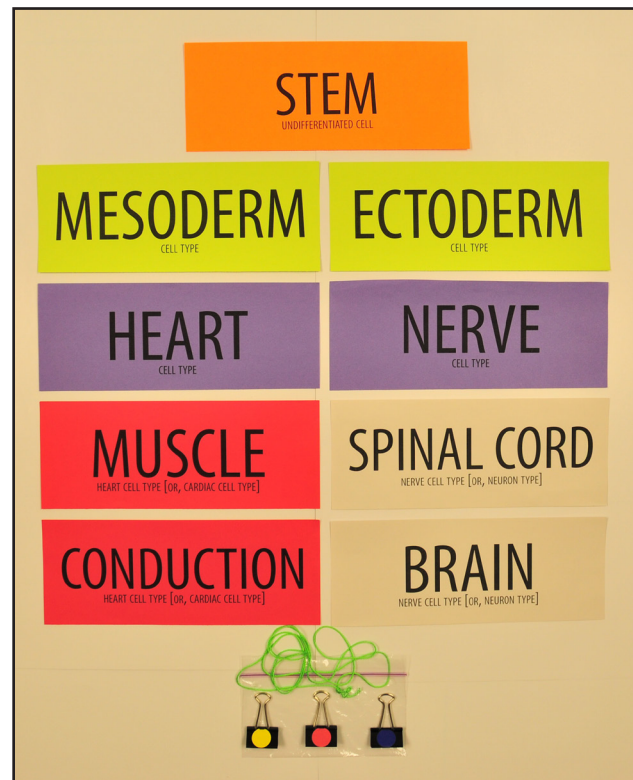 STEM
UNDIFFERENTIATED CELL
MESODERM
CELL TYPE
ECTODERM
CELL TYPE
HEART
CELL TYPE
NERVE
CELL TYPE
MUSCLE
HEART CELL TYPE [OR, CARDIAC CELL TYPE]
SPINAL CORD
NERVE CELL TYPE [OR, NEURON TYPE]
CONDUCTION
HEART CELL TYPE [OR, CARDIAC CELL TYPE]
BRAIN
NERVE CELL TYPE [OR, NEURON TYPE]